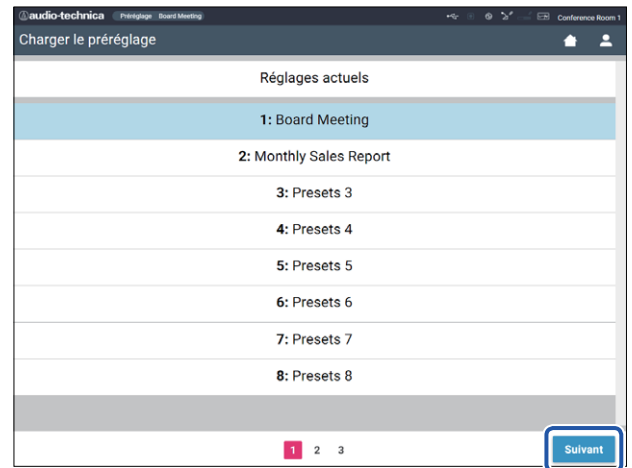 audio-technica Préréglage Board Meeting Conference Room 1
Charger le préréglage
Réglages actuels
1: Board Meeting
2: Monthly Sales Report
3: Presets 3
4: Presets 4
5: Presets 5
6: Presets 6
7: Presets 7
8: Presets 8
1 2 3
Suivant